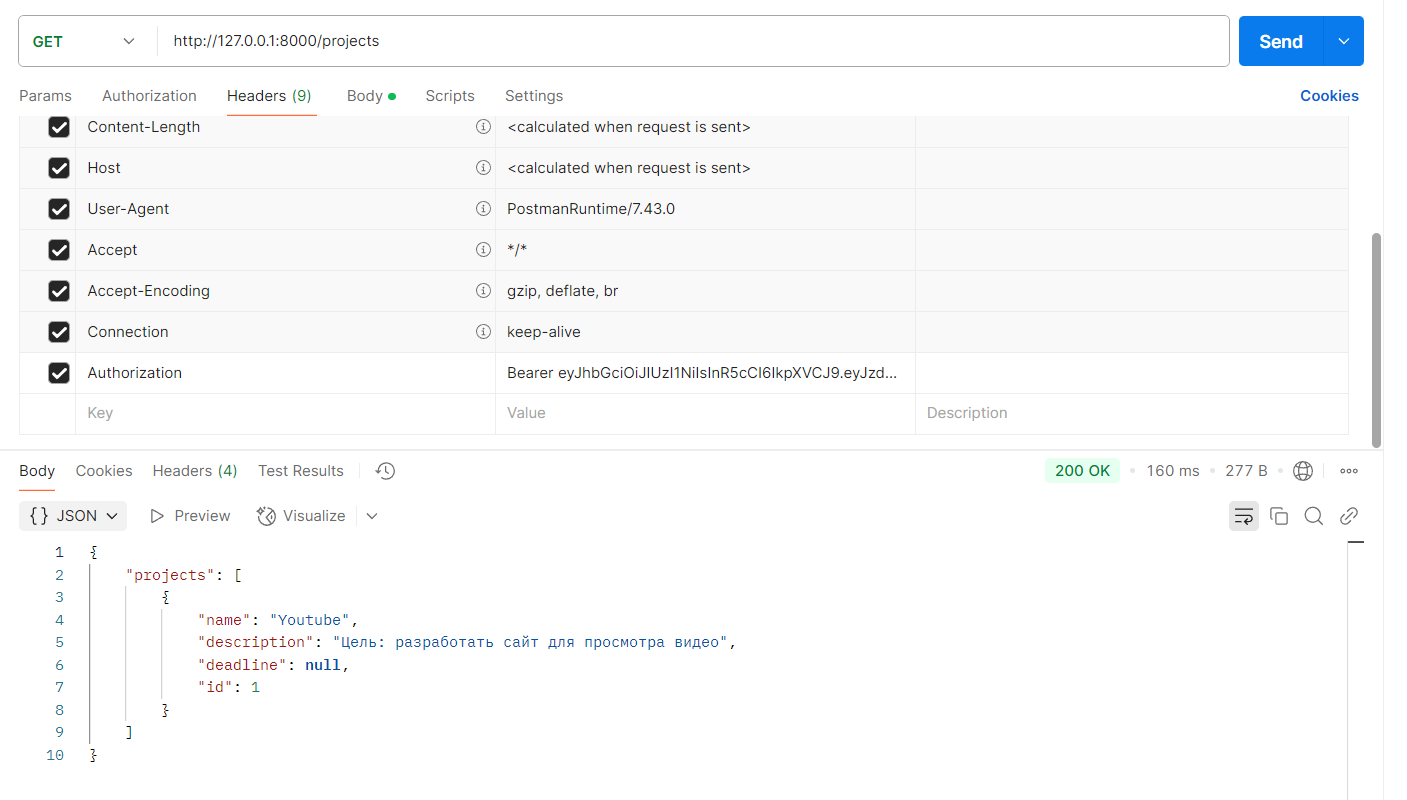 GET http://127.0.0.1:8000/projects Send
Params Authorization Headers (9) Body Scripts Settings Cookies
Content-Length <calculated when request is sent>
Host <calculated when request is sent>
User-Agent PostmanRuntime/7.43.0
Accept */*
Accept-Encoding gzip, deflate, br
Connection keep-alive
Authorization Bearer eyJhbGciOiJIUzI1NiIsInR5cCI6IkpXVCJ9.eyJzd...
Key Value Description
Body Cookies Headers (4) Test Results 200 OK 160 ms 277 B
{} JSON Preview Visualize
1 {
2 "projects": [
3 {
4 "name": "Youtube",
5 "description": "Цель: разработать сайт для просмотра видео",
6 "deadline": null,
7 "id": 1
8 }
9 ]
10 }